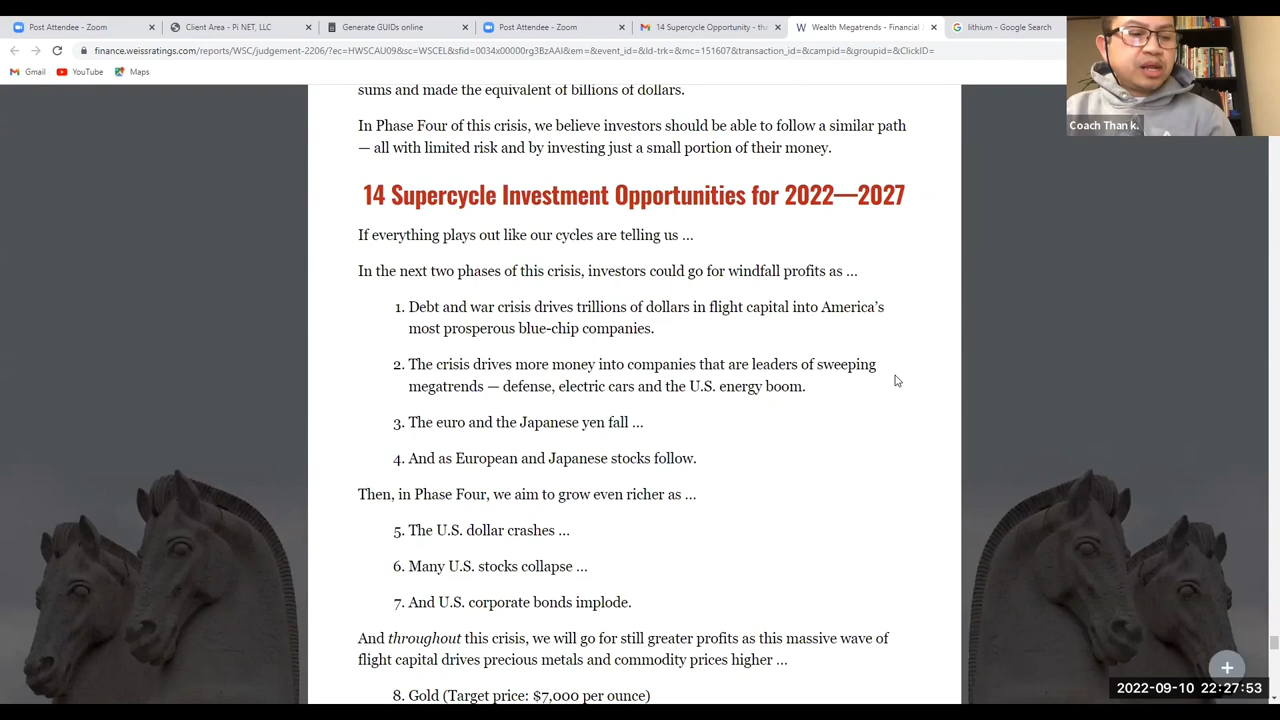 Post Attendee - Zoom
Client Area - Pi NET, LLC
Generate GUIDs online
Post Attendee - Zoom
14 Supercycle Opportunity - th
Wealth Megatrends - Financial
lithium - Google Search
finance.weissratings.com/reports/WSC/judgement-2206/?ec=HWSCAU09&sc=WSCEL&sfid=0034x00000rg3BzAAI&em=&event_id=&ld-trk=&mc=151607&transaction_id=&campid=&groupid=&ClickID=
Gmail
YouTube
Maps
Coach Than k.
sums and made the equivalent of billions of dollars.
In Phase Four of this crisis, we believe investors should be able to follow a similar path
— all with limited risk and by investing just a small portion of their money.
14 Supercycle Investment Opportunities for 2022—2027
If everything plays out like our cycles are telling us ...
In the next two phases of this crisis, investors could go for windfall profits as ...
1. Debt and war crisis drives trillions of dollars in flight capital into America's
most prosperous blue-chip companies.
2. The crisis drives more money into companies that are leaders of sweeping
megatrends — defense, electric cars and the U.S. energy boom.
3. The euro and the Japanese yen fall ...
4. And as European and Japanese stocks follow.
Then, in Phase Four, we aim to grow even richer as ...
5. The U.S. dollar crashes ...
6. Many U.S. stocks collapse ...
7. And U.S. corporate bonds implode.
And throughout this crisis, we will go for still greater profits as this massive wave of
flight capital drives precious metals and commodity prices higher ...
8. Gold (Target price: $7,000 per ounce)
2022-09-10 22:27:53